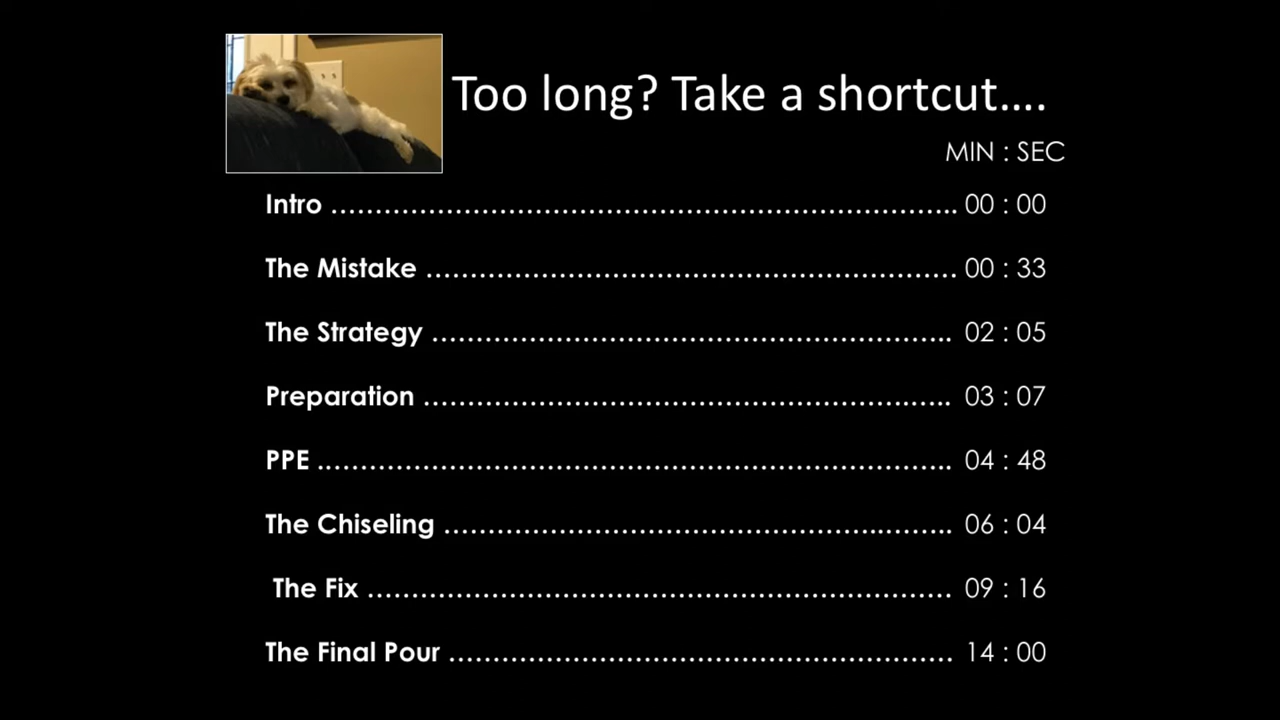 Too long? Take a shortcut....
MIN : SEC
Intro ........................................................................ 00 : 00
The Mistake ............................................................. 00 : 33
The Strategy ............................................................ 02 : 05
Preparation ............................................................. 03 : 07
PPE ......................................................................... 04 : 48
The Chiseling .......................................................... 06 : 04
The Fix .................................................................... 09 : 16
The Final Pour ......................................................... 14 : 00